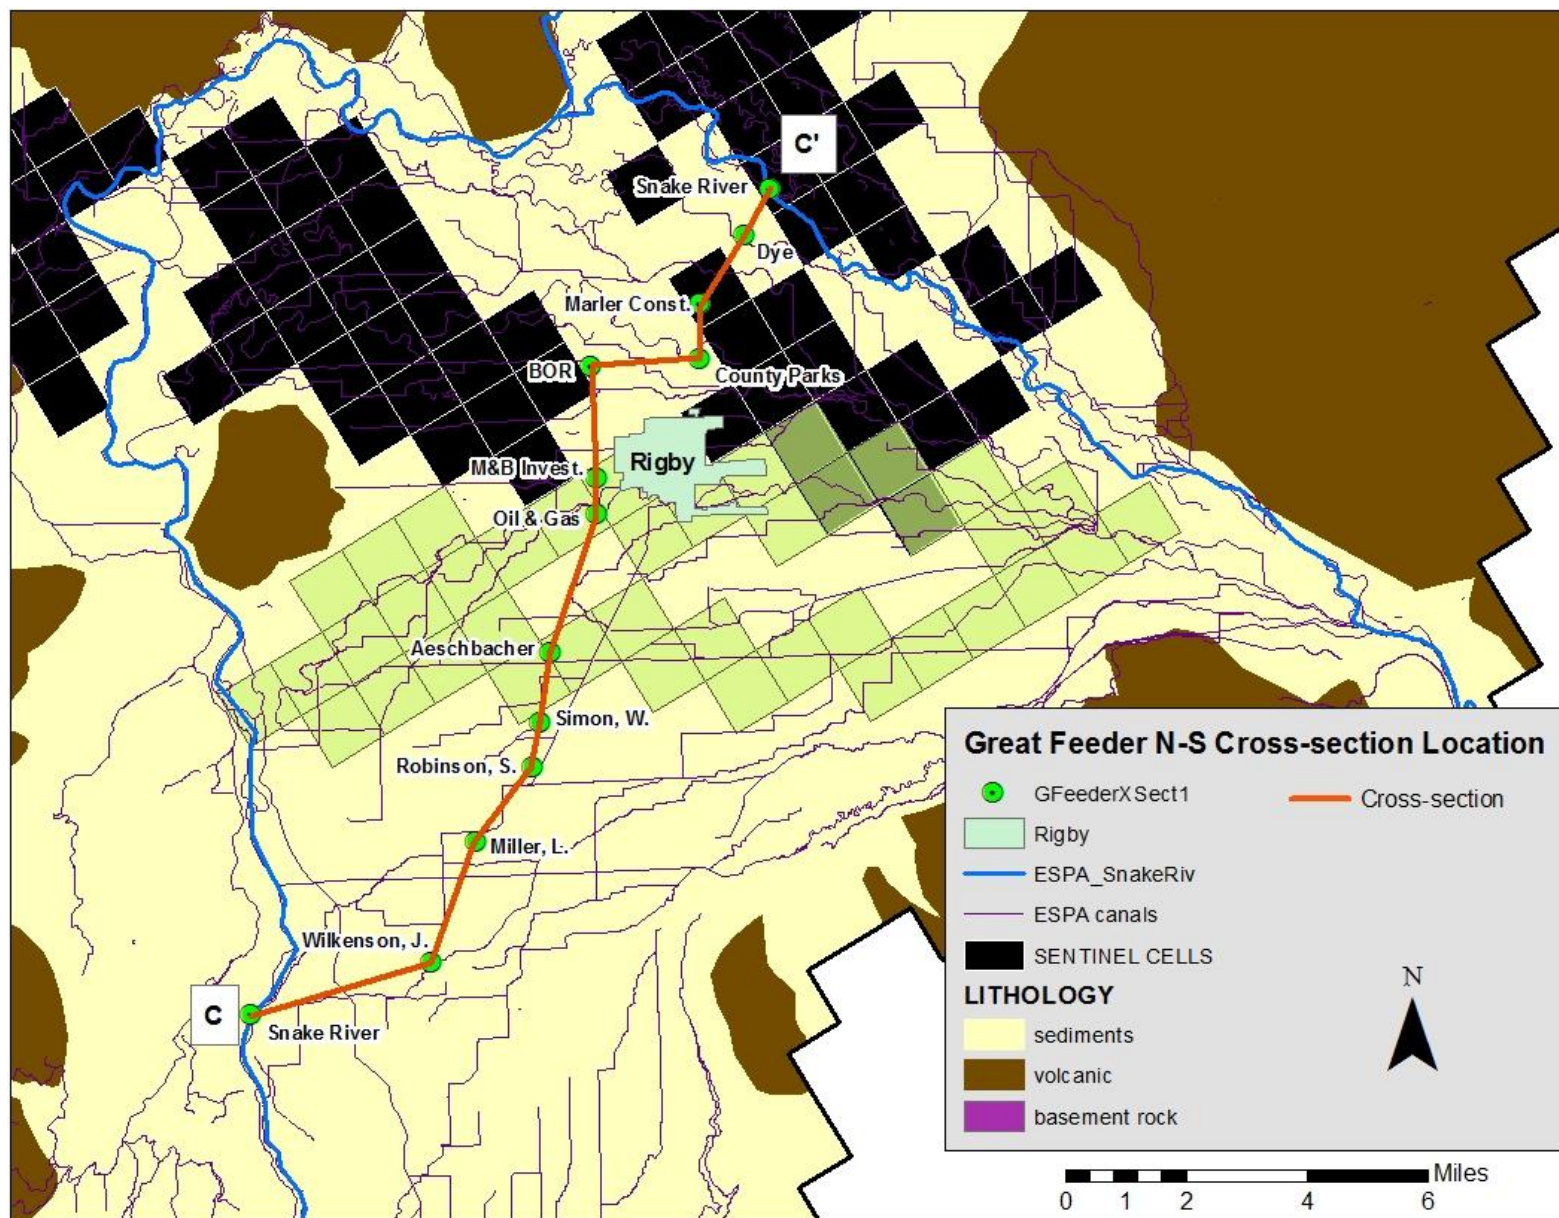 C'
Snake River
Dye
Marler Const.
BOR
County Parks
M&B Invest.
Rigby
Oil & Gas
Aeschbacher
Simon, W.
Robinson, S.
Miller, L.
Wilkenson, J.
C
Snake River
Great Feeder N-S Cross-section Location
GFeederXSect1
Cross-section
Rigby
ESPA_SnakeRiv
ESPA canals
SENTINEL CELLS
LITHOLOGY
sediments
volcanic
basement rock
N
Miles
0 1 2 4 6